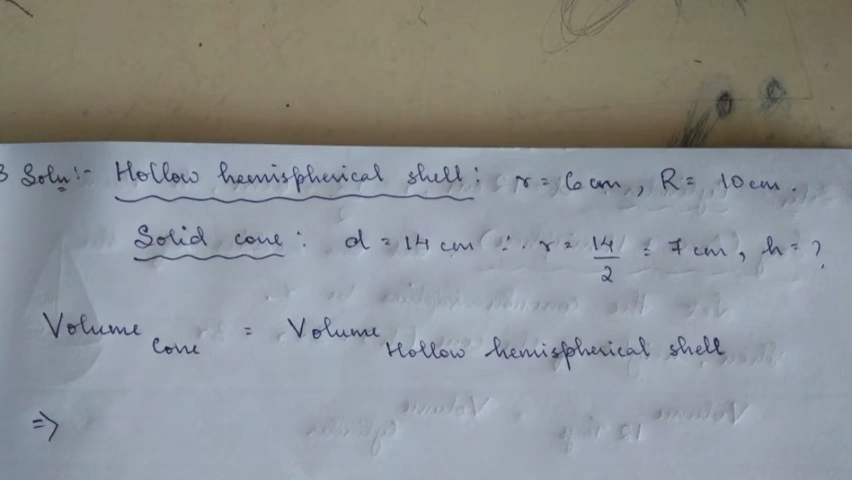 3 Soln:- Hollow hemispherical shell: r = 6 cm, R = 10 cm.
Solid cone: d = 14 cm ∴ r = 14/2 = 7 cm, h = ?
Volume Cone = Volume Hollow hemispherical shell
⇒